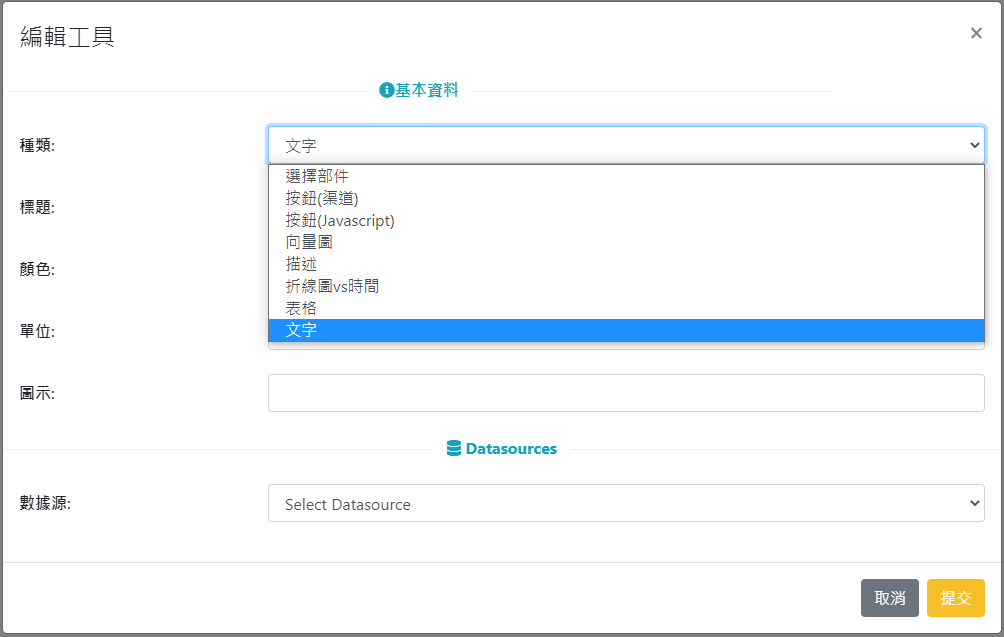 編輯工具
×
基本資料
種類:
文字
選擇部件
按鈕(渠道)
按鈕(Javascript)
向量圖
描述
折線圖vs時間
表格
文字
標題:
顏色:
單位:
圖示:
Datasources
數據源:
Select Datasource
取消
提交